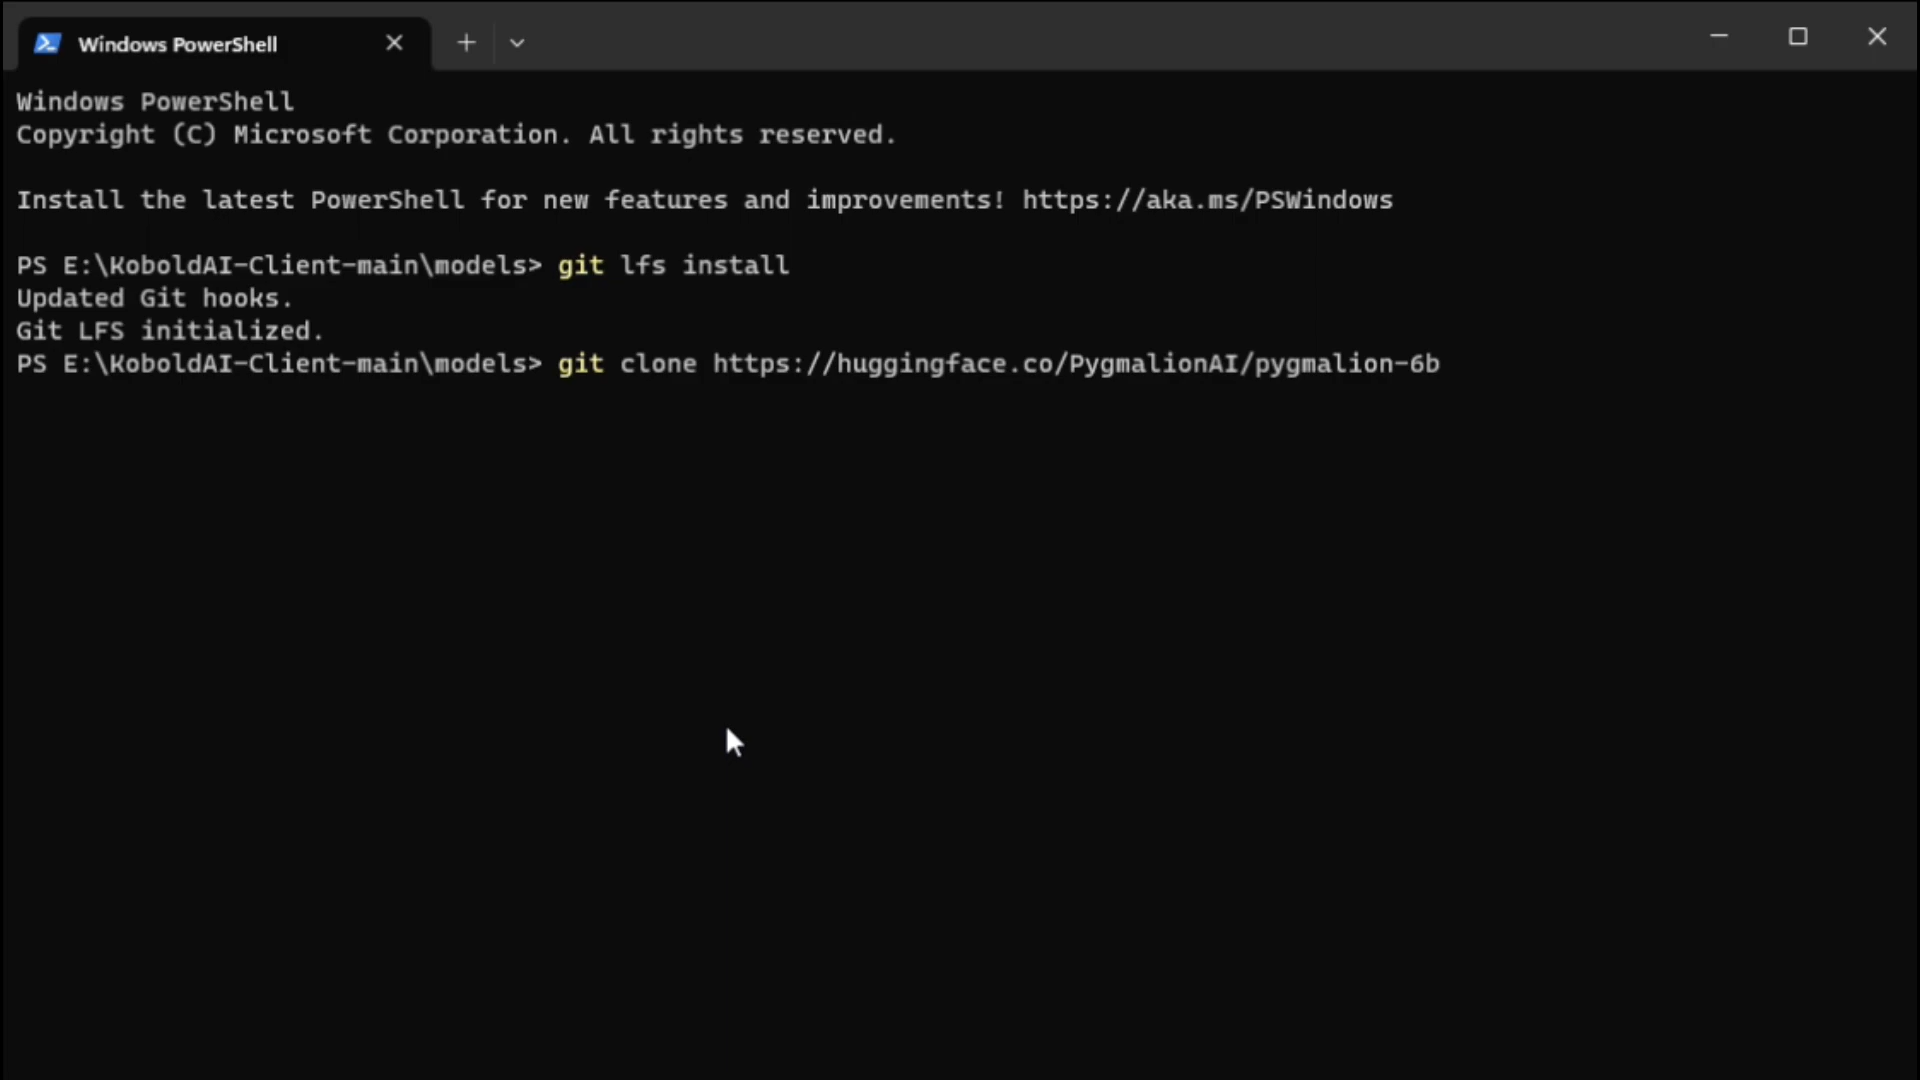 Windows PowerShell
Windows PowerShell
Copyright (C) Microsoft Corporation. All rights reserved.
Install the latest PowerShell for new features and improvements! https://aka.ms/PSWindows
PS E:\KoboldAI-Client-main\models> git lfs install
Updated Git hooks.
Git LFS initialized.
PS E:\KoboldAI-Client-main\models> git clone https://huggingface.co/PygmalionAI/pygmalion-6b